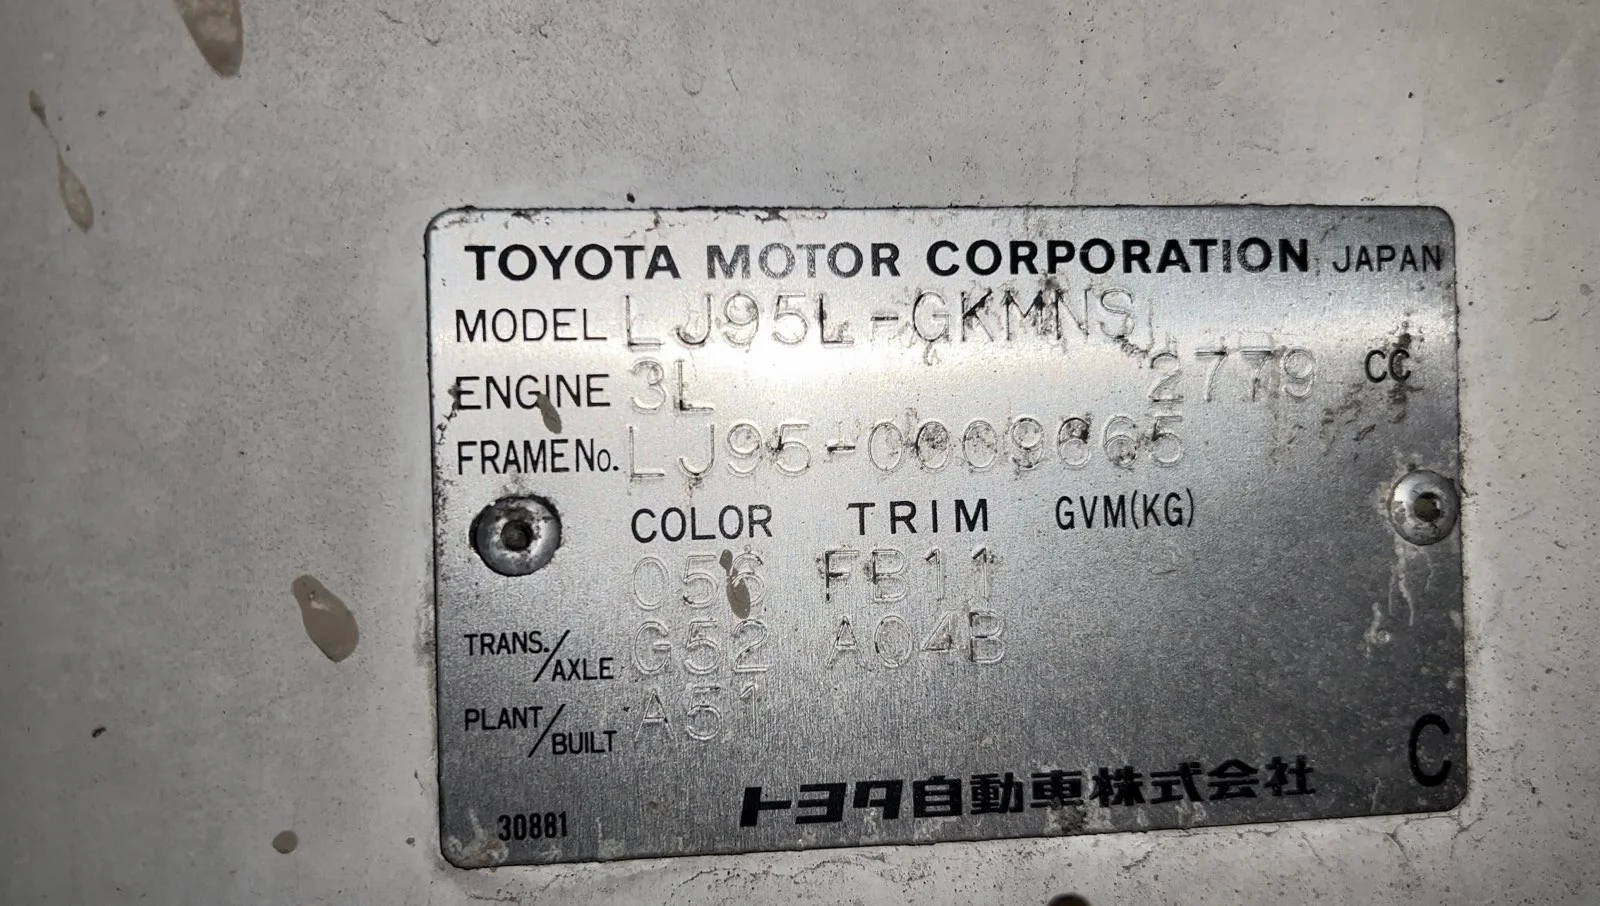 TOYOTA MOTOR CORPORATION JAPAN
MODEL LJ95L-GKMNS
ENGINE 3L 2779 CC
FRAME No. LJ95-0009665
COLOR TRIM GVM(KG)
056 FB11
TRANS./AXLE G52 A04B
PLANT/BUILT A51
C
トヨタ自動車株式会社
30881